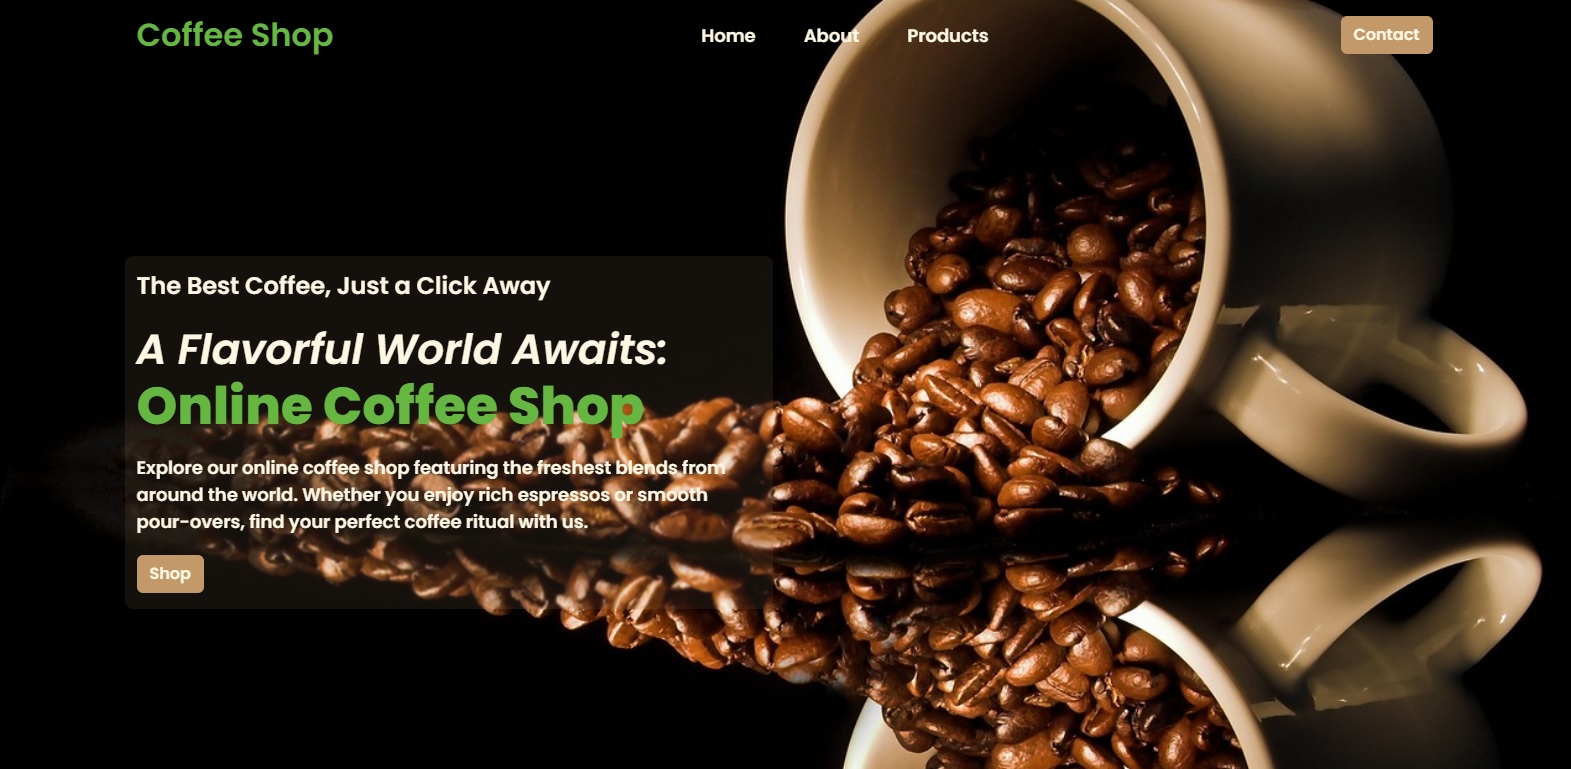 Coffee Shop
Home
About
Products
Contact
The Best Coffee, Just a Click Away
A Flavorful World Awaits:
Online Coffee Shop
Explore our online coffee shop featuring the freshest blends from
around the world. Whether you enjoy rich espressos or smooth
pour-overs, find your perfect coffee ritual with us.
Shop